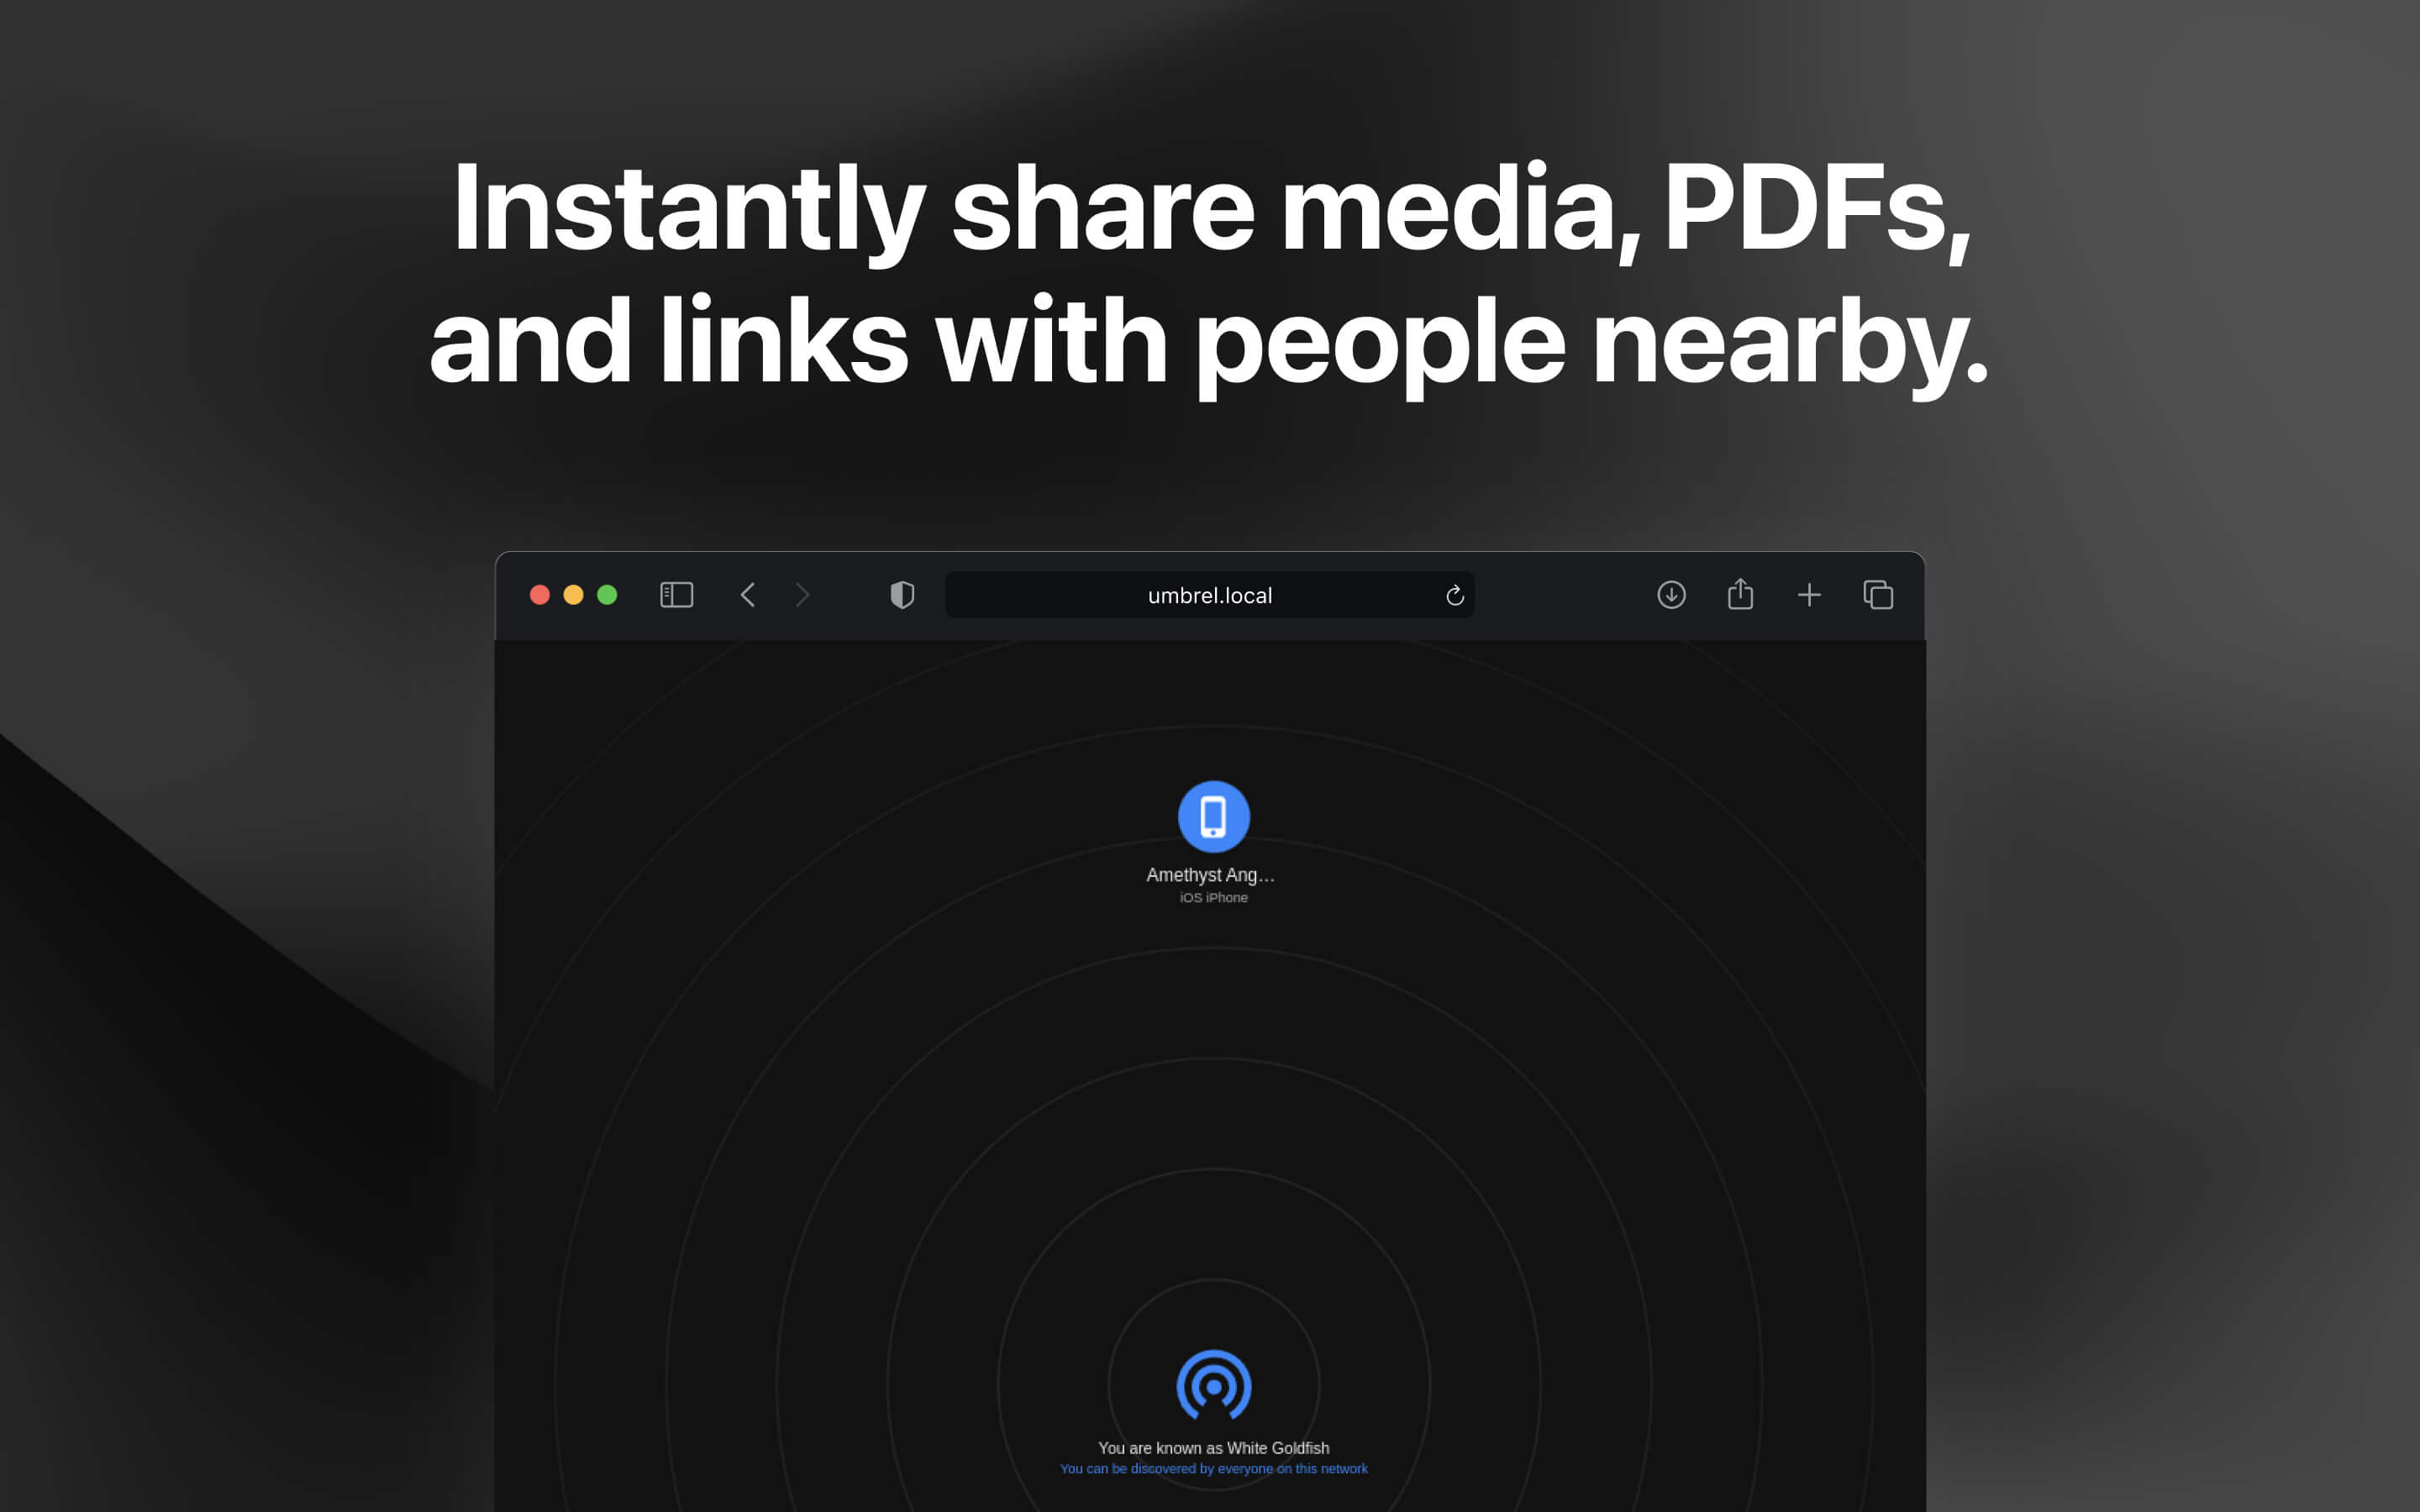 Instantly share media, PDFs,
and links with people nearby.
umbrel.local
Amethyst Ang...
iOS iPhone
You are known as White Goldfish
You can be discovered by everyone on this network